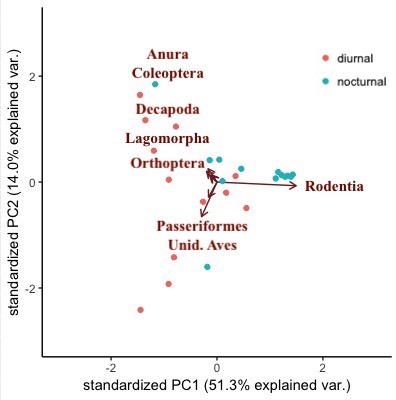 Anura
Coleoptera
Decapoda
Lagomorpha
Orthoptera
Rodentia
Passeriformes
Unid. Aves
diurnal
nocturnal
2
0
-2
-2
0
2
standardized PC1 (51.3% explained var.)
standardized PC2 (14.0% explained var.)